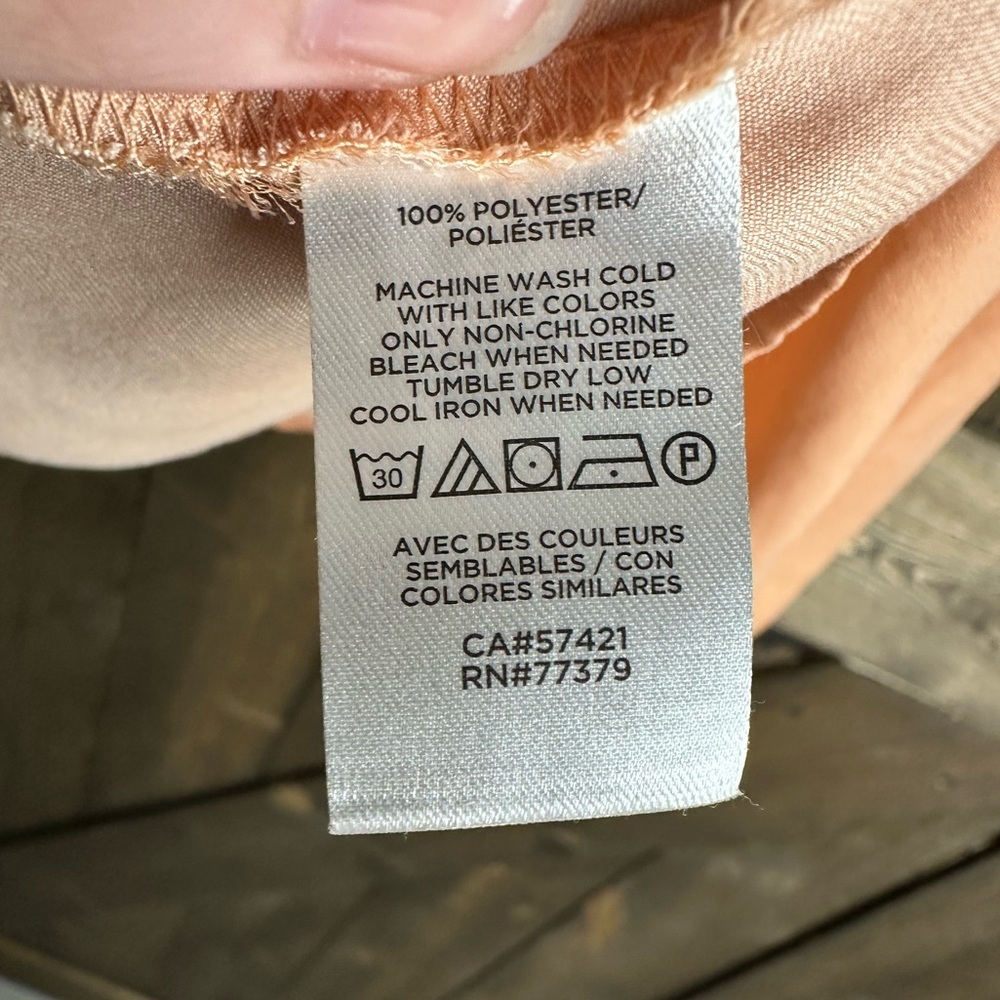 100% POLYESTER/
POLIÉSTER
MACHINE WASH COLD
WITH LIKE COLORS
ONLY NON-CHLORINE
BLEACH WHEN NEEDED
TUMBLE DRY LOW
COOL IRON WHEN NEEDED
30 P
AVEC DES COULEURS
SEMBLABLES / CON
COLORES SIMILARES
CA#57421
RN#77379